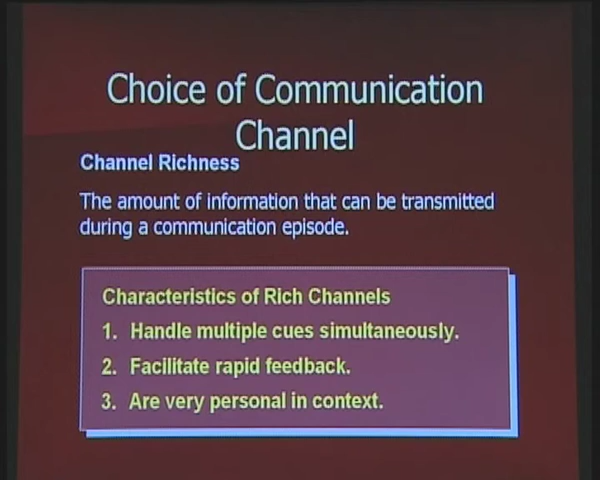 Choice of Communication
Channel
Channel Richness
The amount of information that can be transmitted
during a communication episode.
Characteristics of Rich Channels
1. Handle multiple cues simultaneously.
2. Facilitate rapid feedback.
3. Are very personal in context.